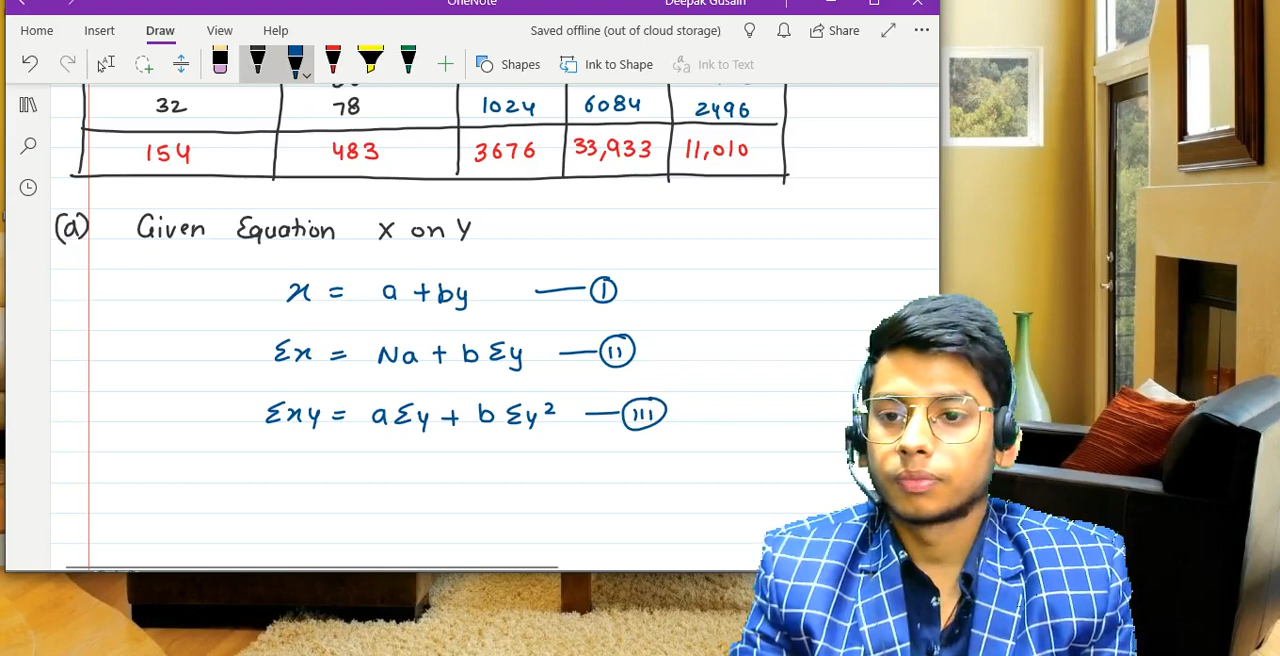 OneNote
Deepak Gusain
Home Insert Draw View Help Saved offline (out of cloud storage) Share
Shapes Ink to Shape Ink to Text
32 78 1024 6084 2496
154 483 3676 33,933 11,010
(a) Given Equation X on Y
x = a + by — I
Σx = Na + b Σy — II
Σxy = aΣy + b Σy² — III